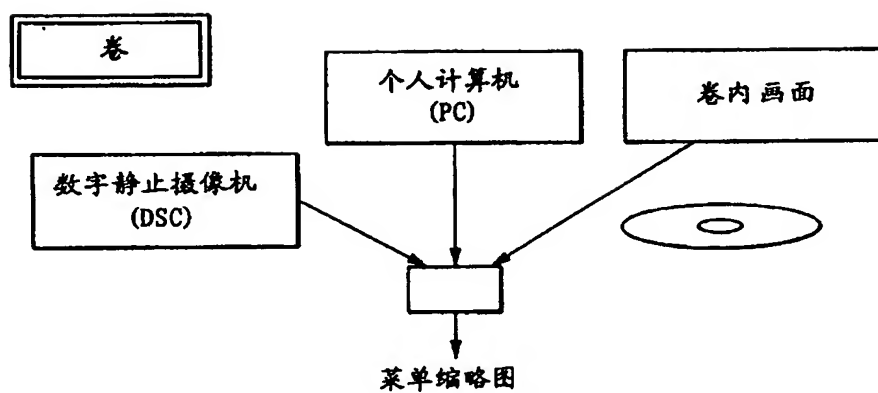 卷
个人计算机
(PC)
卷内画面
数字静止摄像机
(DSC)
菜单缩略图